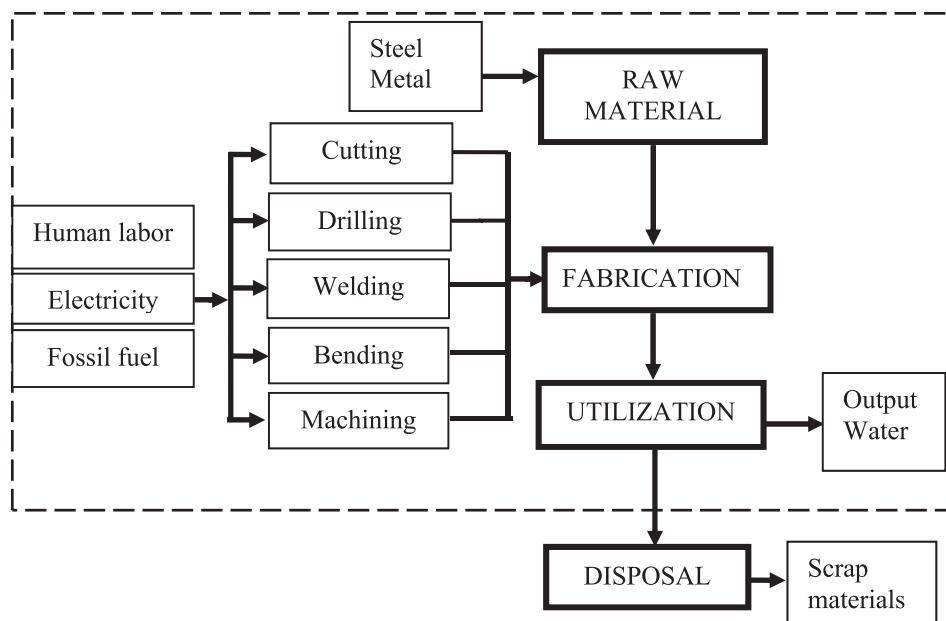 Steel
Metal
RAW
MATERIAL
Cutting
Drilling
Human labor
Welding
FABRICATION
Electricity
Fossil fuel
Bending
Machining
UTILIZATION
Output
Water
DISPOSAL
Scrap
materials